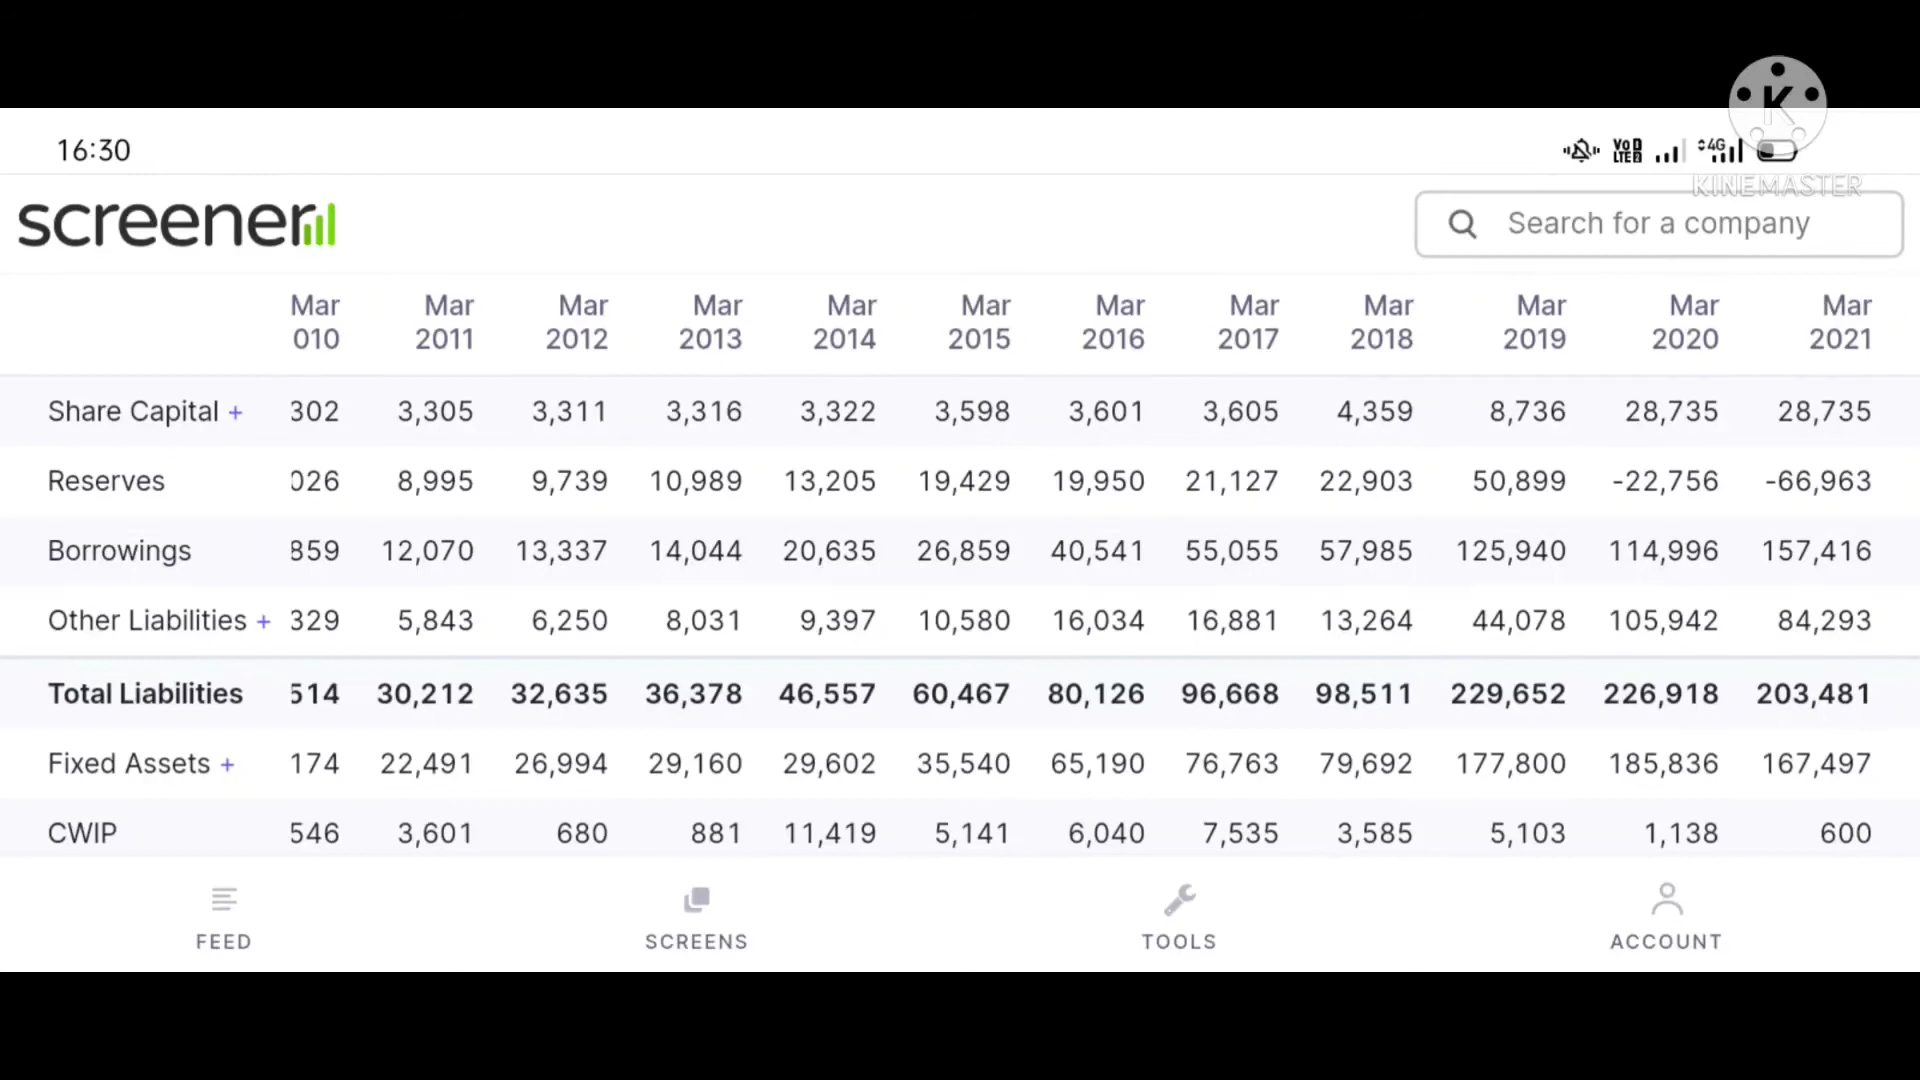 16:30
VoD LTE2 4G
K
KINEMASTER
screener
Search for a company
Mar Mar Mar Mar Mar Mar Mar Mar Mar Mar Mar Mar
010 2011 2012 2013 2014 2015 2016 2017 2018 2019 2020 2021
Share Capital + 302 3,305 3,311 3,316 3,322 3,598 3,601 3,605 4,359 8,736 28,735 28,735
Reserves 026 8,995 9,739 10,989 13,205 19,429 19,950 21,127 22,903 50,899 -22,756 -66,963
Borrowings 859 12,070 13,337 14,044 20,635 26,859 40,541 55,055 57,985 125,940 114,996 157,416
Other Liabilities + 329 5,843 6,250 8,031 9,397 10,580 16,034 16,881 13,264 44,078 105,942 84,293
Total Liabilities 514 30,212 32,635 36,378 46,557 60,467 80,126 96,668 98,511 229,652 226,918 203,481
Fixed Assets + 174 22,491 26,994 29,160 29,602 35,540 65,190 76,763 79,692 177,800 185,836 167,497
CWIP 546 3,601 680 881 11,419 5,141 6,040 7,535 3,585 5,103 1,138 600
FEED SCREENS TOOLS ACCOUNT